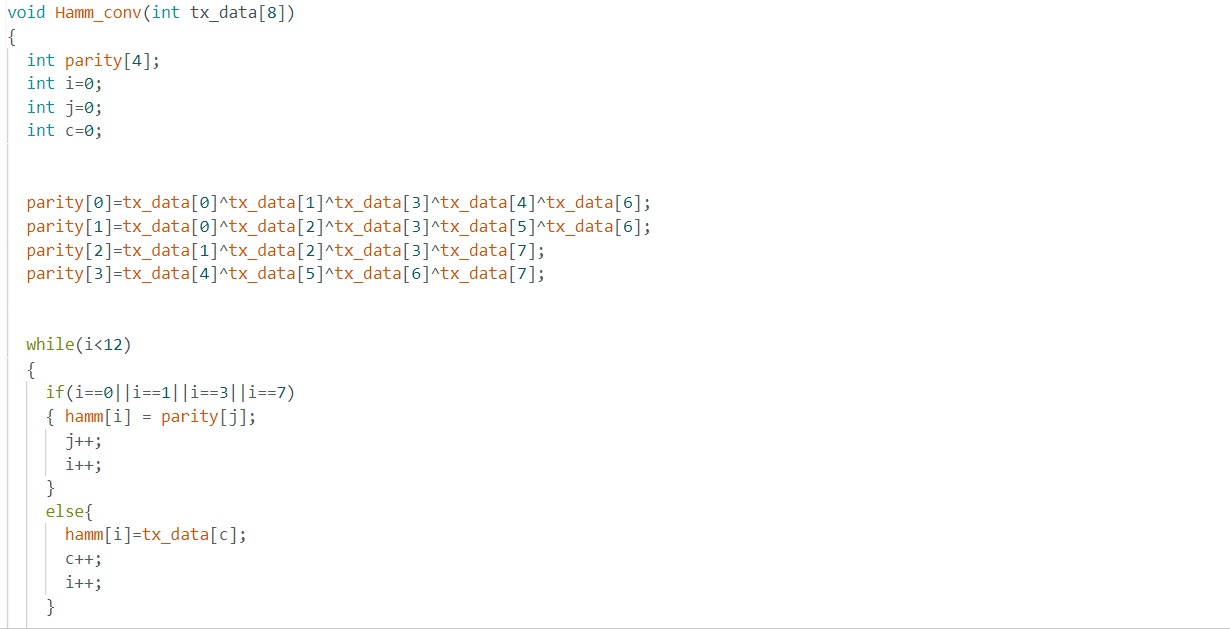 void Hamm_conv(int tx_data[8])
{
int parity[4];
int i=0;
int j=0;
int c=0;
parity[0]=tx_data[0]^tx_data[1]^tx_data[3]^tx_data[4]^tx_data[6];
parity[1]=tx_data[0]^tx_data[2]^tx_data[3]^tx_data[5]^tx_data[6];
parity[2]=tx_data[1]^tx_data[2]^tx_data[3]^tx_data[7];
parity[3]=tx_data[4]^tx_data[5]^tx_data[6]^tx_data[7];
while(i<12)
{
if(i==0||i==1||i==3||i==7)
{ hamm[i] = parity[j];
j++;
i++;
}
else{
hamm[i]=tx_data[c];
c++;
i++;
}